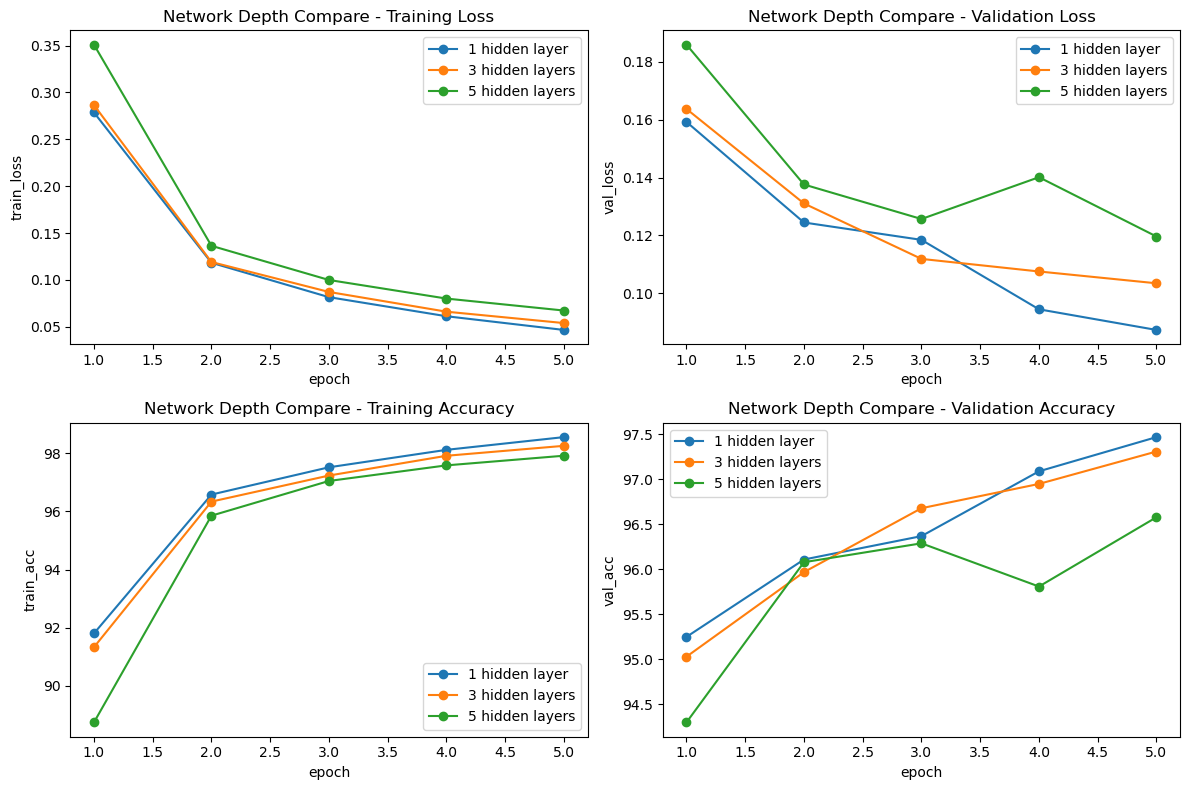 Network Depth Compare - Training Loss
0.35
0.30
0.25
0.20
0.15
0.10
0.05
train_loss
1 hidden layer
3 hidden layers
5 hidden layers
1.0 1.5 2.0 2.5 3.0 3.5 4.0 4.5 5.0
epoch
Network Depth Compare - Validation Loss
0.18
0.16
0.14
0.12
0.10
val_loss
1 hidden layer
3 hidden layers
5 hidden layers
1.0 1.5 2.0 2.5 3.0 3.5 4.0 4.5 5.0
epoch
Network Depth Compare - Training Accuracy
98
96
94
92
90
train_acc
1 hidden layer
3 hidden layers
5 hidden layers
1.0 1.5 2.0 2.5 3.0 3.5 4.0 4.5 5.0
epoch
Network Depth Compare - Validation Accuracy
97.5
97.0
96.5
96.0
95.5
95.0
94.5
val_acc
1 hidden layer
3 hidden layers
5 hidden layers
1.0 1.5 2.0 2.5 3.0 3.5 4.0 4.5 5.0
epoch